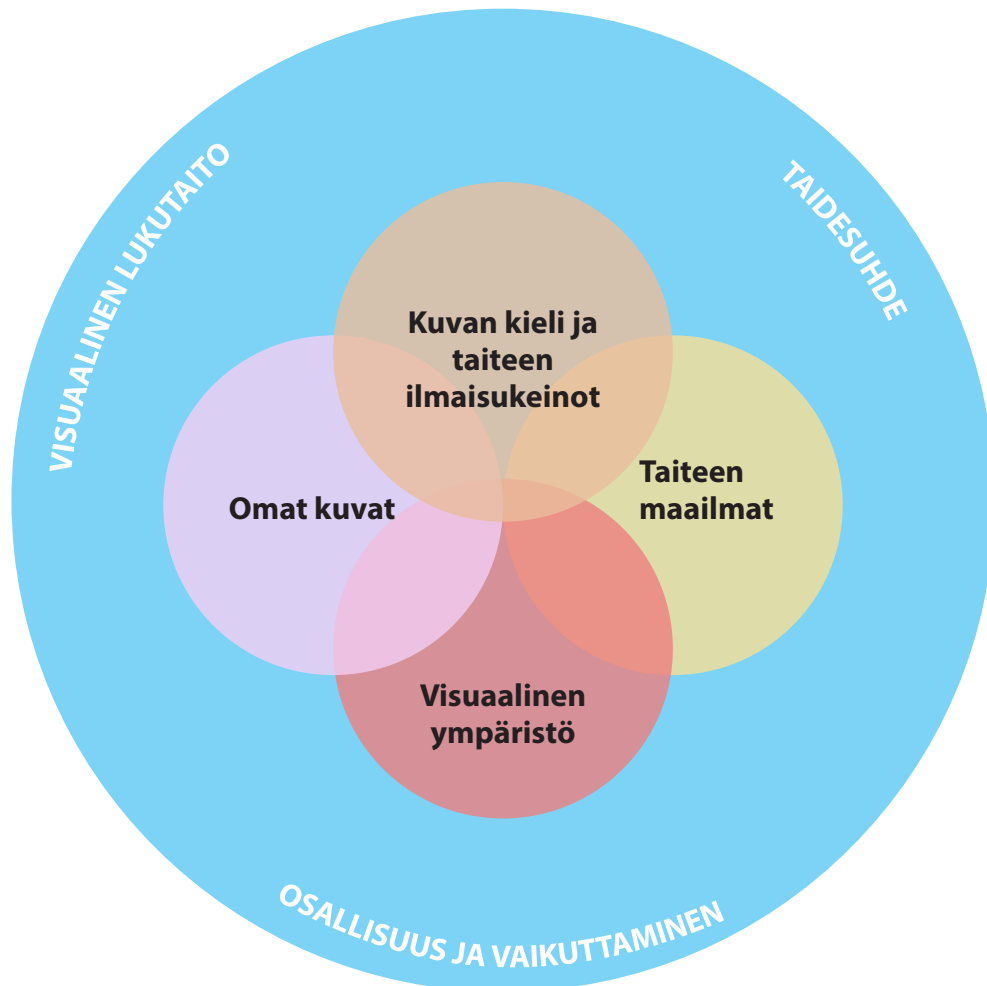 VISUAALINEN LUKUTAITO
TAIDESUHDE
Kuvan kieli ja
taiteen
ilmaisukeinot
Omat kuvat
Taiteen
maailmat
Visuaalinen
ympäristö
OSALLISUUS JA VAIKUTTAMINEN